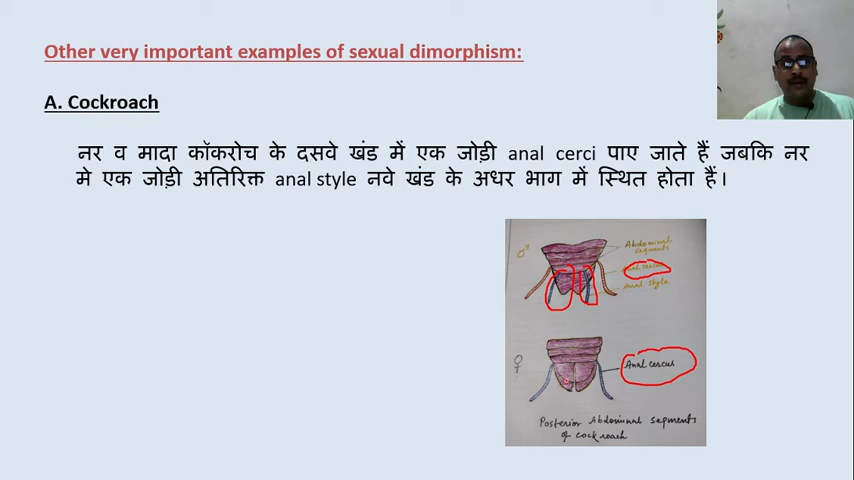 Other very important examples of sexual dimorphism:
A. Cockroach
नर व मादा कॉकरोच के दसवे खंड में एक जोड़ी anal cerci पाए जाते हैं जबकि नर
मे एक जोड़ी अतिरिक्त anal style नवे खंड के अधर भाग में स्थित होता हैं।
♂
Abdominal
segments
Anal cercus
Anal style
♀
Anal cercus
Posterior Abdominal segments
of cockroach